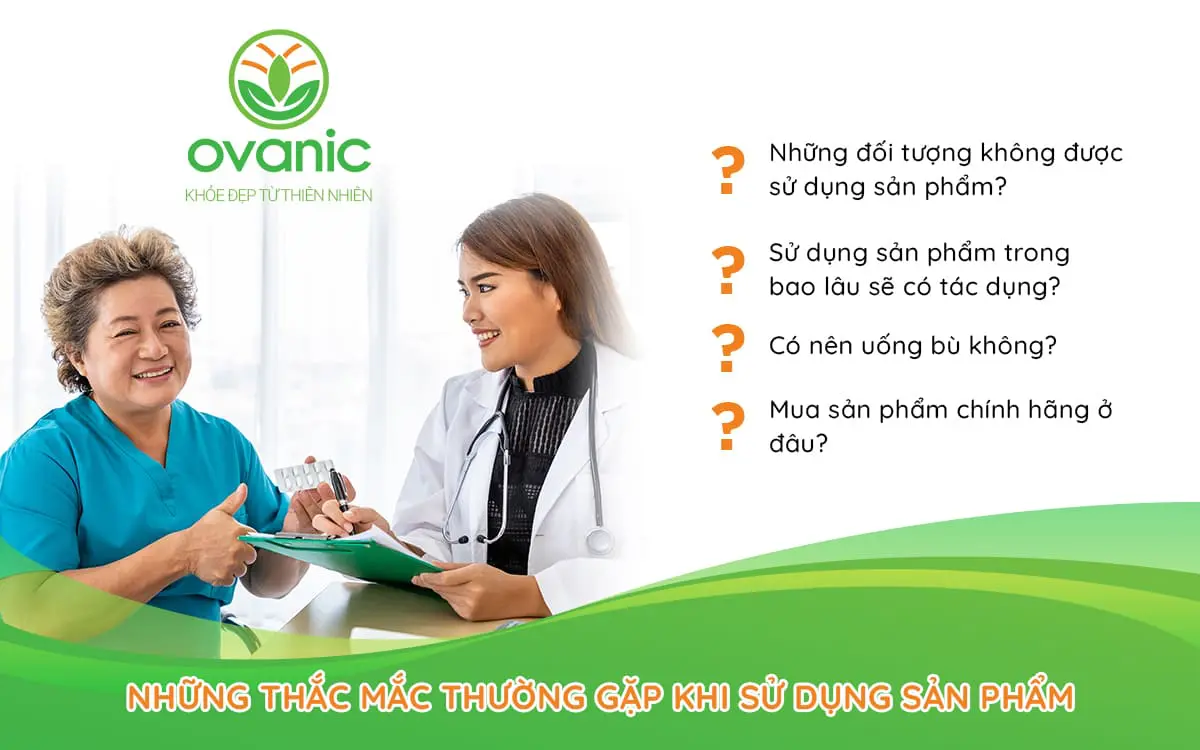 ovanic
KHỎE ĐẸP TỪ THIÊN NHIÊN
? Những đối tượng không được
sử dụng sản phẩm?
? Sử dụng sản phẩm trong
bao lâu sẽ có tác dụng?
? Có nên uống bù không?
? Mua sản phẩm chính hãng ở
đâu?
NHỮNG THẮC MẮC THƯỜNG GẶP KHI SỬ DỤNG SẢN PHẨM